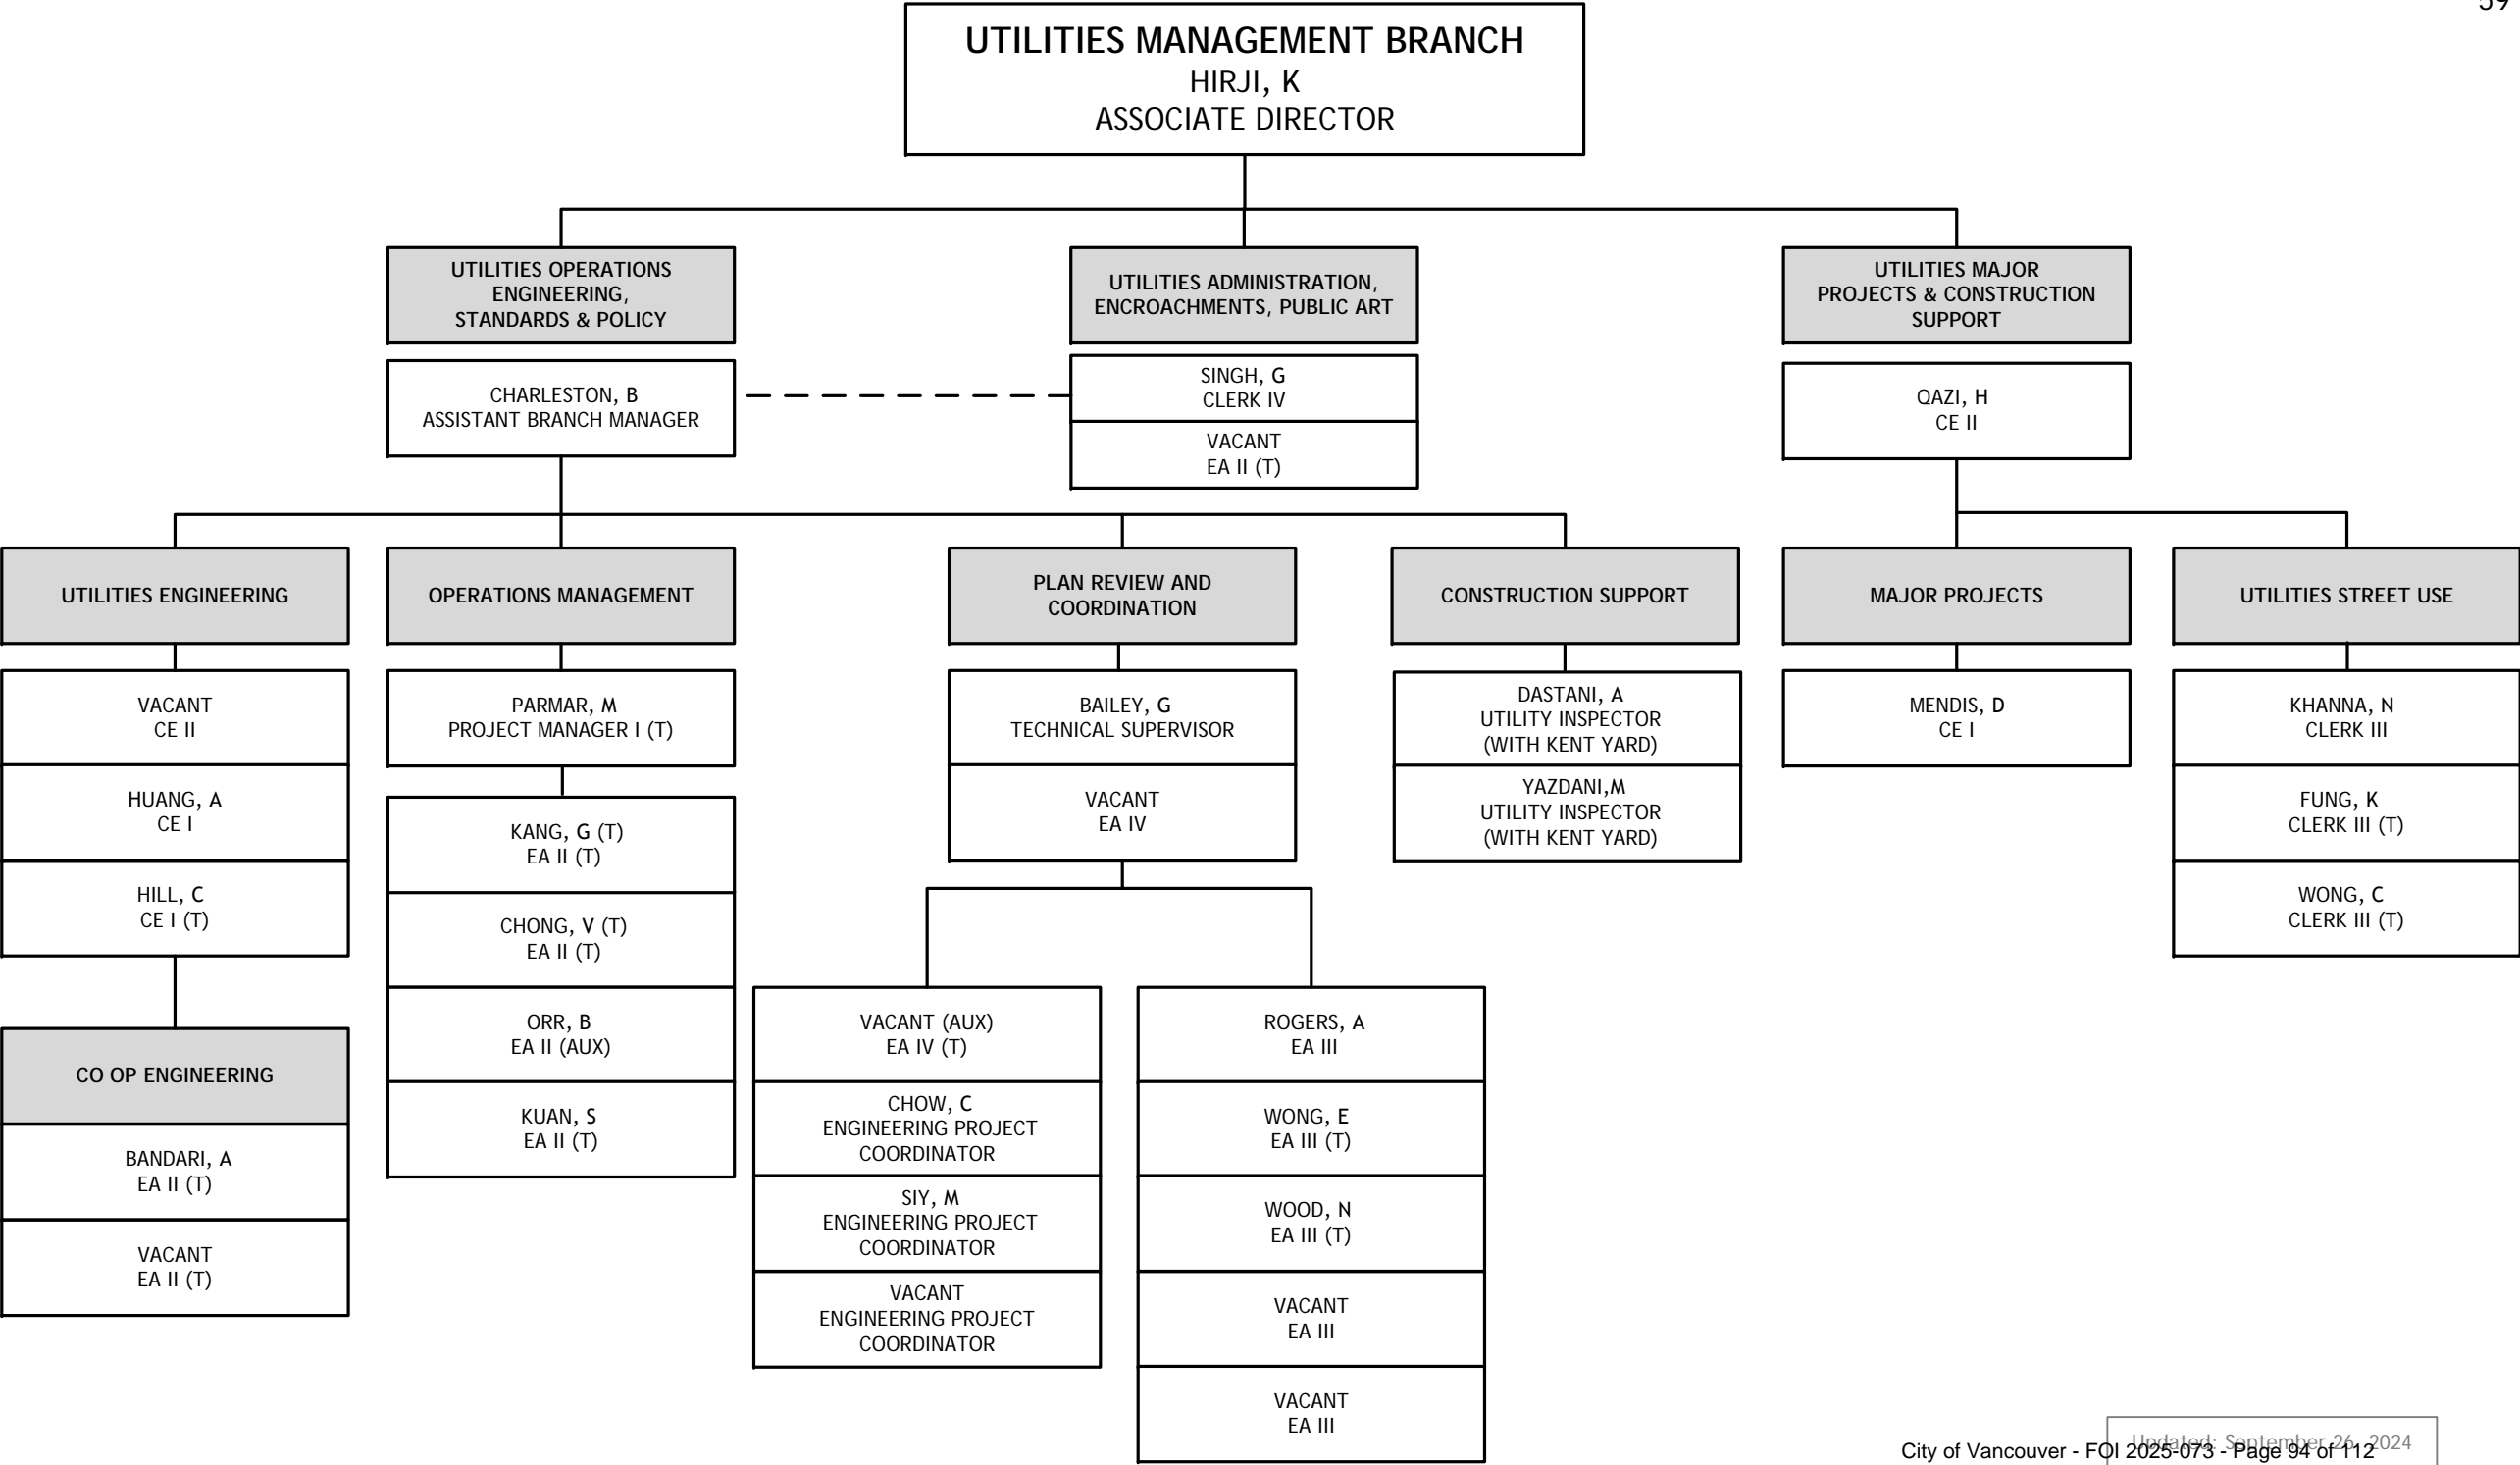 59
UTILITIES MANAGEMENT BRANCH
HIRJI, K
ASSOCIATE DIRECTOR
UTILITIES OPERATIONS
ENGINEERING,
STANDARDS & POLICY
CHARLESTON, B
ASSISTANT BRANCH MANAGER
UTILITIES ADMINISTRATION,
ENCROACHMENTS, PUBLIC ART
SINGH, G
CLERK IV
VACANT
EA II (T)
UTILITIES MAJOR
PROJECTS & CONSTRUCTION
SUPPORT
QAZI, H
CE II
UTILITIES ENGINEERING
VACANT
CE II
HUANG, A
CE I
HILL, C
CE I (T)
CO OP ENGINEERING
BANDARI, A
EA II (T)
VACANT
EA II (T)
OPERATIONS MANAGEMENT
PARMAR, M
PROJECT MANAGER I (T)
KANG, G (T)
EA II (T)
CHONG, V (T)
EA II (T)
ORR, B
EA II (AUX)
KUAN, S
EA II (T)
PLAN REVIEW AND
COORDINATION
BAILEY, G
TECHNICAL SUPERVISOR
VACANT
EA IV
VACANT (AUX)
EA IV (T)
CHOW, C
ENGINEERING PROJECT
COORDINATOR
SIY, M
ENGINEERING PROJECT
COORDINATOR
VACANT
ENGINEERING PROJECT
COORDINATOR
ROGERS, A
EA III
WONG, E
EA III (T)
WOOD, N
EA III (T)
VACANT
EA III
VACANT
EA III
CONSTRUCTION SUPPORT
DASTANI, A
UTILITY INSPECTOR
(WITH KENT YARD)
YAZDANI,M
UTILITY INSPECTOR
(WITH KENT YARD)
MAJOR PROJECTS
MENDIS, D
CE I
UTILITIES STREET USE
KHANNA, N
CLERK III
FUNG, K
CLERK III (T)
WONG, C
CLERK III (T)
Updated: September 26, 2024
City of Vancouver - FOI 2025-073 - Page 94 of 112